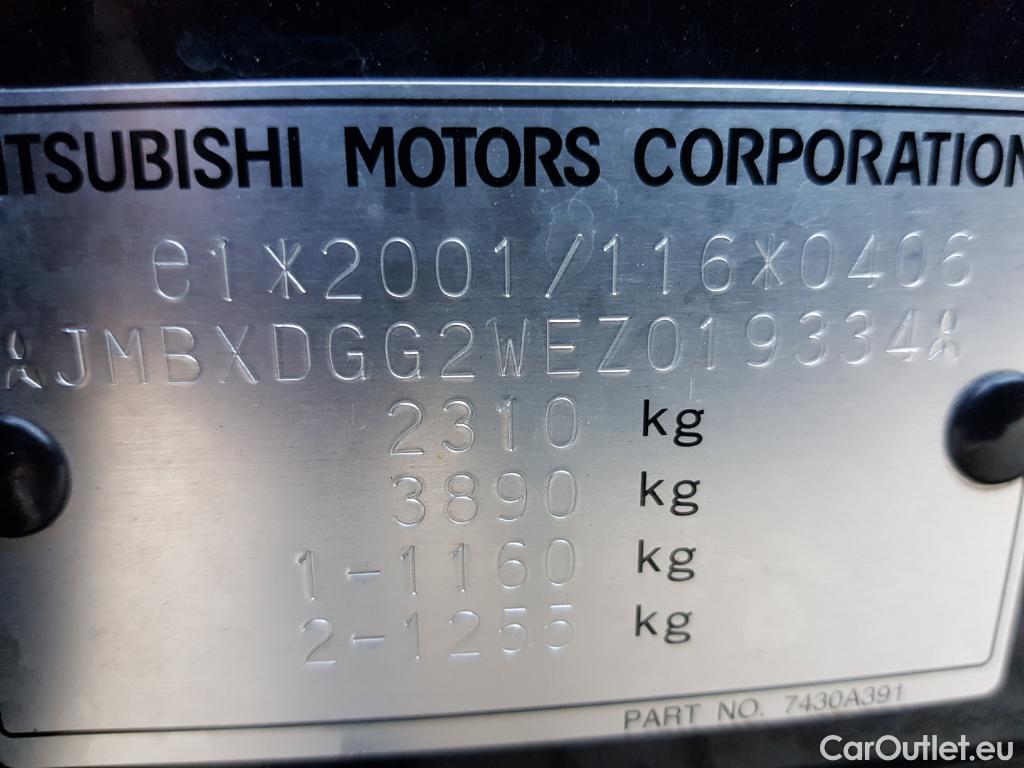 MITSUBISHI MOTORS CORPORATION
e1*2001/116*0406
JMBXDGG2WEZ019334
2310 kg
3890 kg
1-1160 kg
2-1255 kg
PART NO. 7430A391
CarOutlet.eu